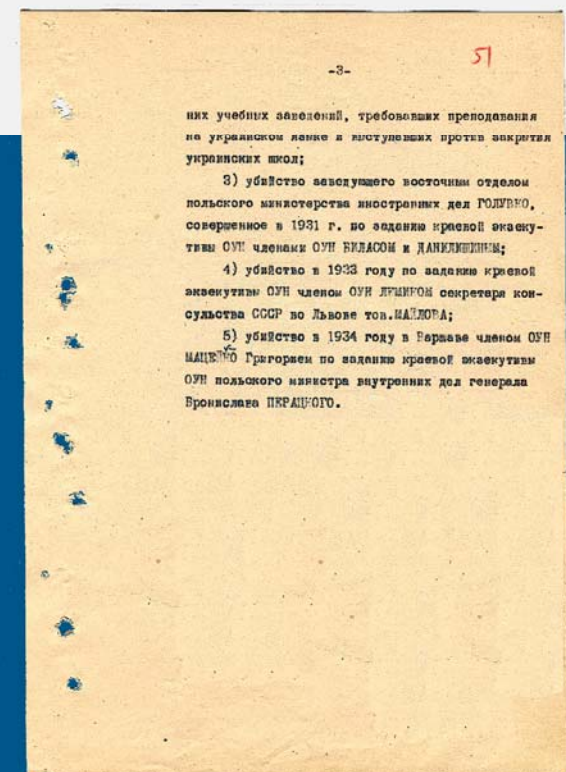 51
-3-
них учебных заведений, требовавших преподавания
на украинском языке и выступавших против закрытия
украинских школ;
3) убийство заведующего восточным отделом
польского министерства иностранных дел ГОЛУВКО,
совершенное в 1931 г. по заданию краевой экзеку-
тивы ОУН членами ОУН БИЛАСОМ и ДАНИЛИШИНЫМ;
4) убийство в 1933 году по заданию краевой
экзекутивы ОУН членом ОУН ЛЕМИКОМ секретаря кон-
сульства СССР во Львове тов.МАЙЛОВА;
5) убийство в 1934 году в Варшаве членом ОУН
Григорием по заданию краевой экзекутивы
ОУН польского министра внутренних дел генерала
Бронислава ПЕРАЦКОГО.